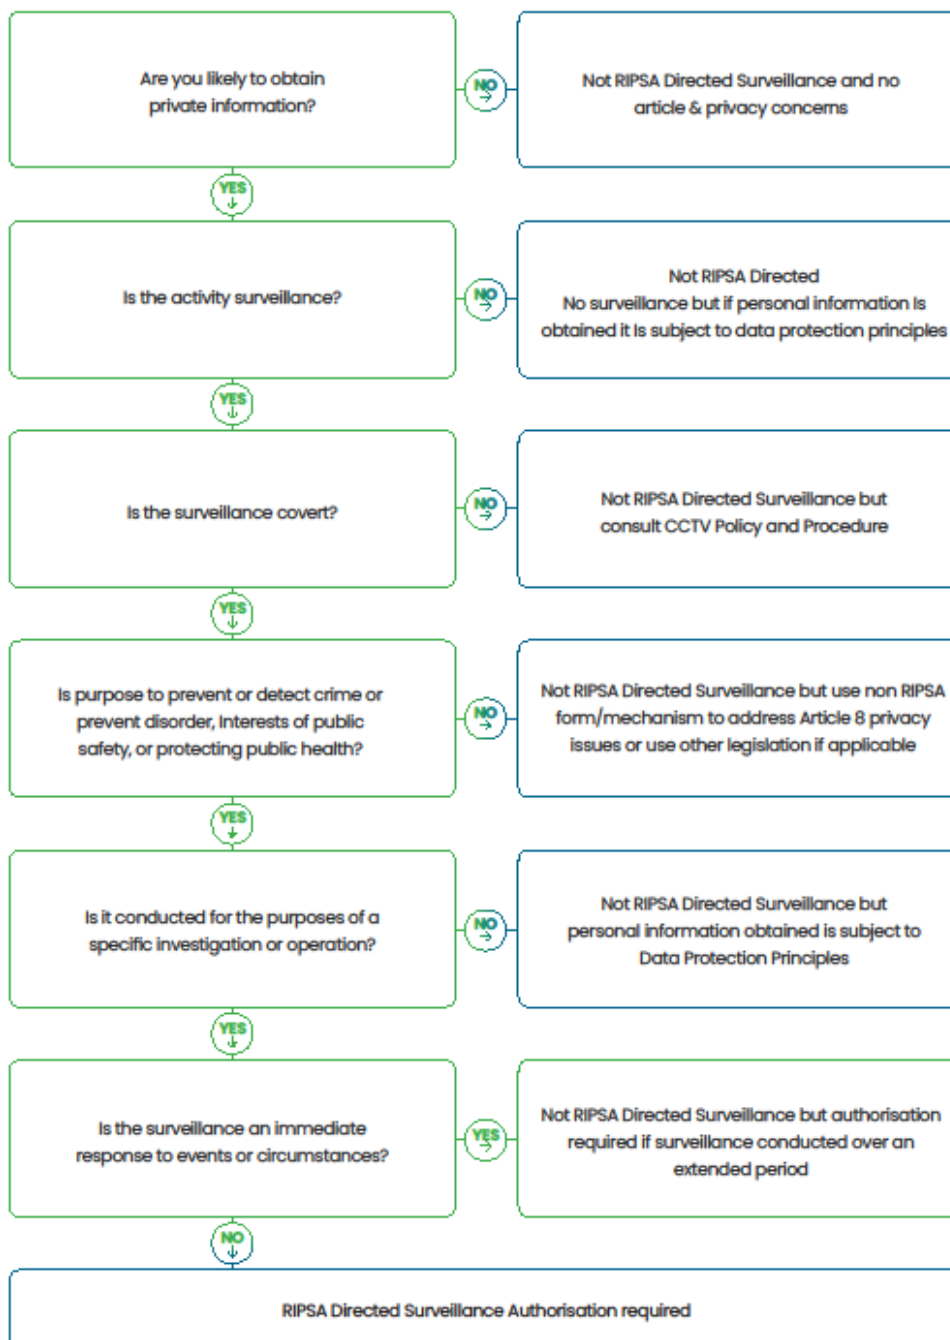 Are you likely to obtain
private information?
NO
Not RIPSA Directed Surveillance and no
article & privacy concerns
YES
Is the activity surveillance?
NO
Not RIPSA Directed
No surveillance but if personal information Is
obtained it Is subject to data protection principles
YES
Is the surveillance covert?
NO
Not RIPSA Directed Surveillance but
consult CCTV Policy and Procedure
YES
Is purpose to prevent or detect crime or
prevent disorder, Interests of public
safety, or protecting public health?
NO
Not RIPSA Directed Surveillance but use non RIPSA
form/mechanism to address Article 8 privacy
issues or use other legislation if applicable
YES
Is it conducted for the purposes of a
specific investigation or operation?
NO
Not RIPSA Directed Surveillance but
personal information obtained is subject to
Data Protection Principles
YES
Is the surveillance an immediate
response to events or circumstances?
YES
Not RIPSA Directed Surveillance but authorisation
required if surveillance conducted over an
extended period
NO
RIPSA Directed Surveillance Authorisation required